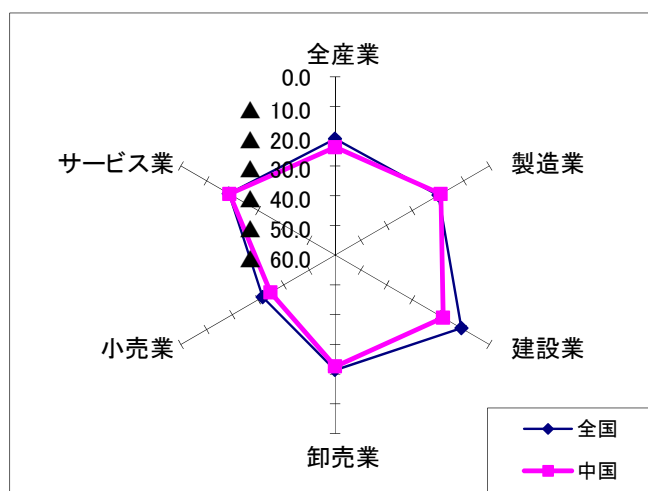 全産業
0.0
▲ 10.0
▲ 20.0
▲ 30.0
▲ 40.0
▲ 50.0
▲ 60.0
サービス業
製造業
小売業
建設業
卸売業
全国
中国